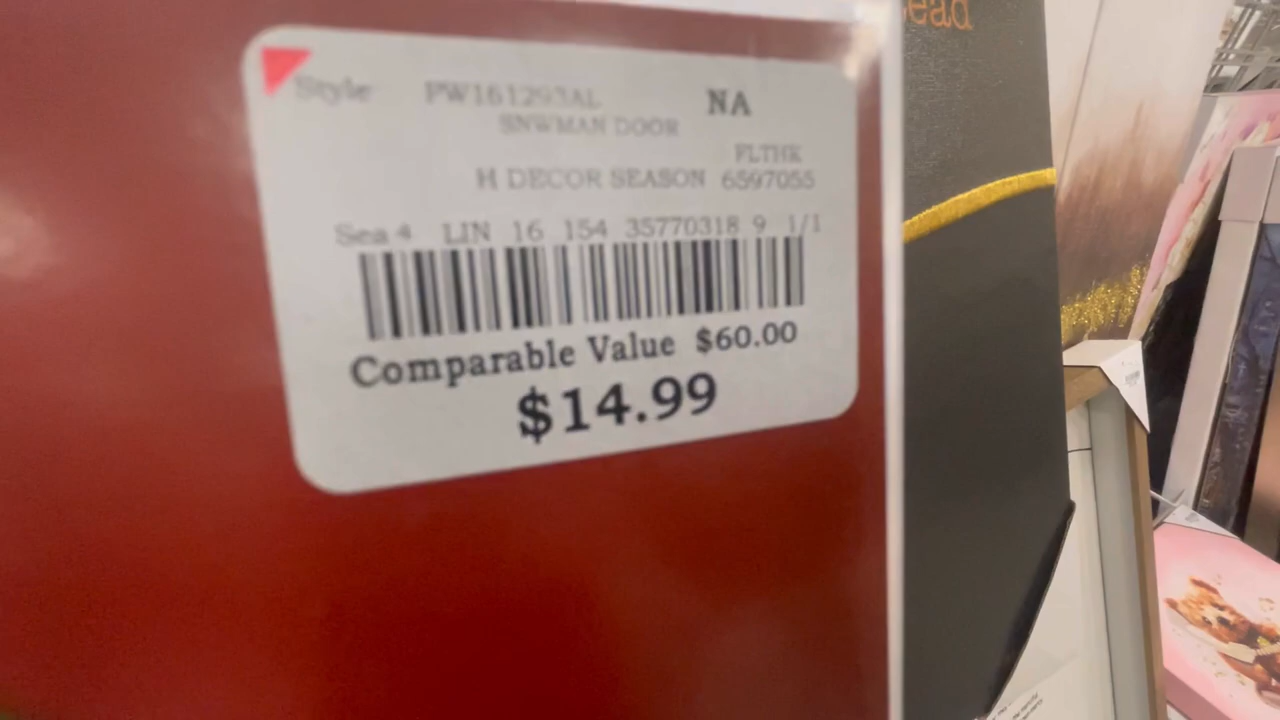 Style PW161293AL NA
SNWMAN DOOR
FLTHK
H DECOR SEASON 6597055
Sea 4 LIN 16 154 35770318 9 1/1
Comparable Value $60.00
$14.99